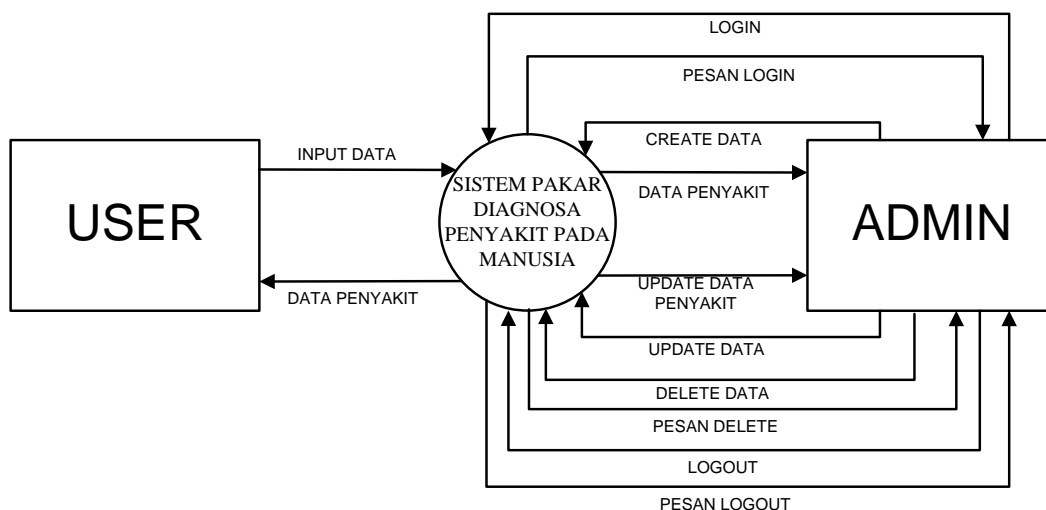 LOGIN
PESAN LOGIN
CREATE DATA
INPUT DATA
DATA PENYAKIT
USER
SISTEM PAKAR
DIAGNOSA
PENYAKIT PADA
MANUSIA
ADMIN
DATA PENYAKIT
UPDATE DATA
PENYAKIT
UPDATE DATA
DELETE DATA
PESAN DELETE
LOGOUT
PESAN LOGOUT